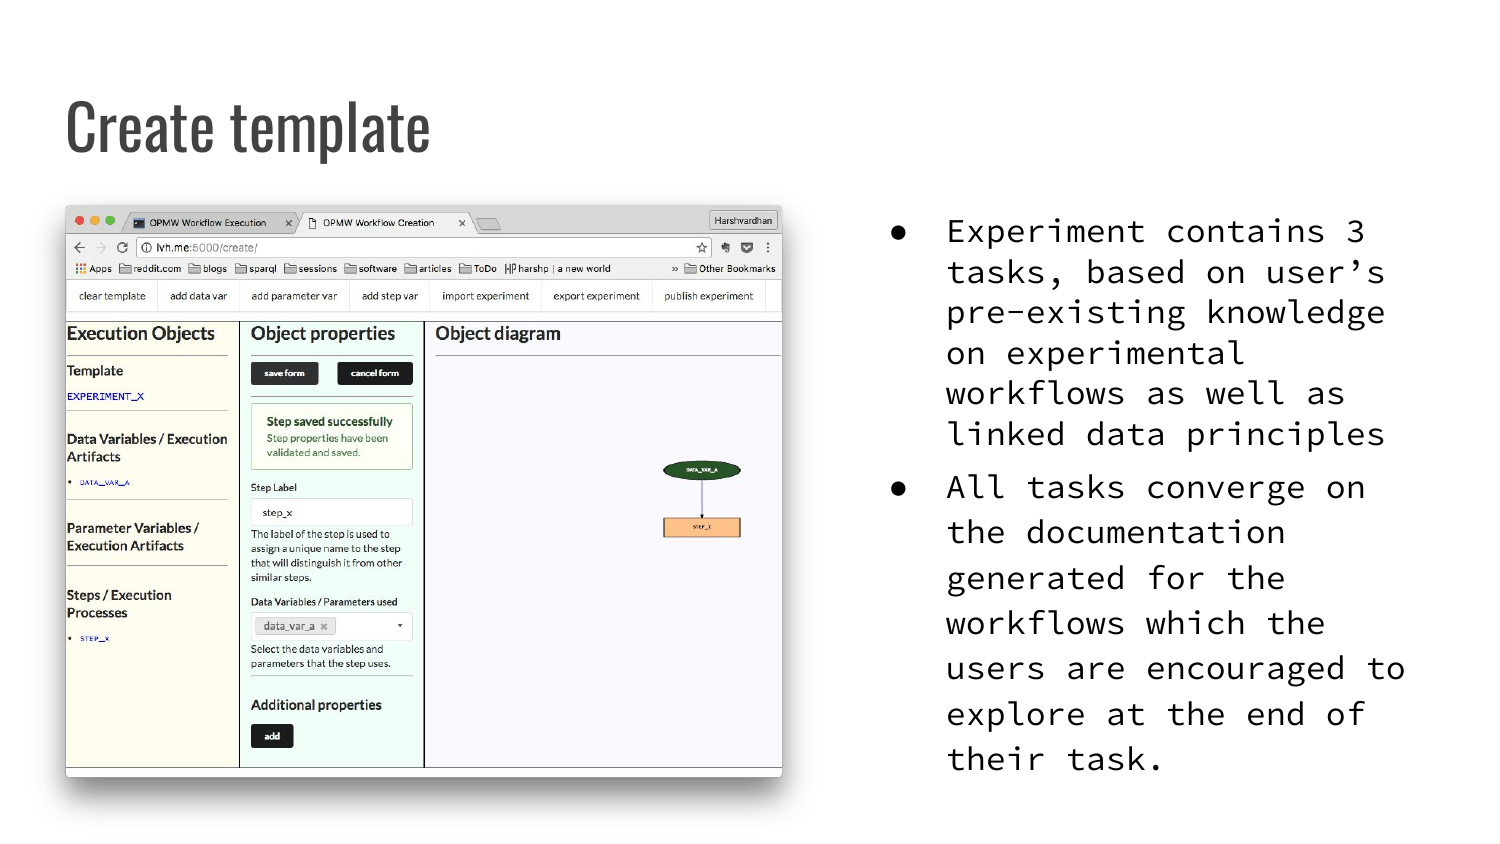 Create template
OPMW Workflow Execution
OPMW Workflow Creation
Harshvardhan
lvh.me:5000/create/
Apps reddit.com blogs sparql sessions software articles ToDo HP harshp | a new world » Other Bookmarks
clear template add data var add parameter var add step var import experiment export experiment publish experiment
Execution Objects
Template
EXPERIMENT_X
Data Variables / Execution
Artifacts
• DATA_VAR_A
Parameter Variables /
Execution Artifacts
Steps / Execution
Processes
• STEP_X
Object properties
save form cancel form
Step saved successfully
Step properties have been
validated and saved.
Step Label
step_x
The label of the step is used to
assign a unique name to the step
that will distinguish it from other
similar steps.
Data Variables / Parameters used
data_var_a
Select the data variables and
parameters that the step uses.
Additional properties
add
Object diagram
DATA_VAR_A
STEP_X
● Experiment contains 3
tasks, based on user’s
pre-existing knowledge
on experimental
workflows as well as
linked data principles
● All tasks converge on
the documentation
generated for the
workflows which the
users are encouraged to
explore at the end of
their task.